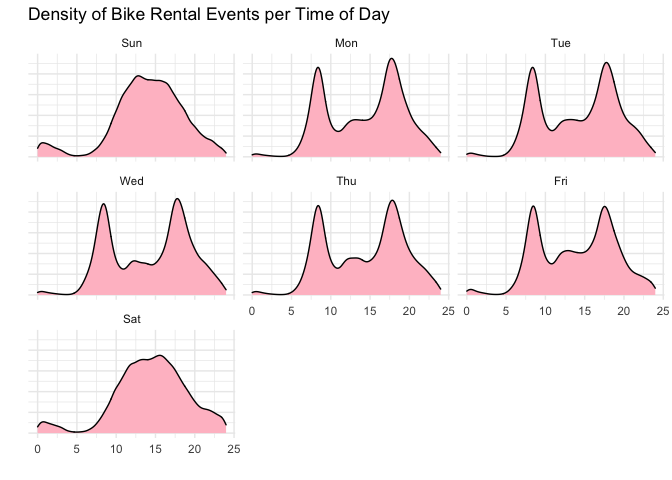 Density of Bike Rental Events per Time of Day
Sun Mon Tue
Wed Thu Fri
0 5 10 15 20 25 0 5 10 15 20 25
Sat
0 5 10 15 20 25